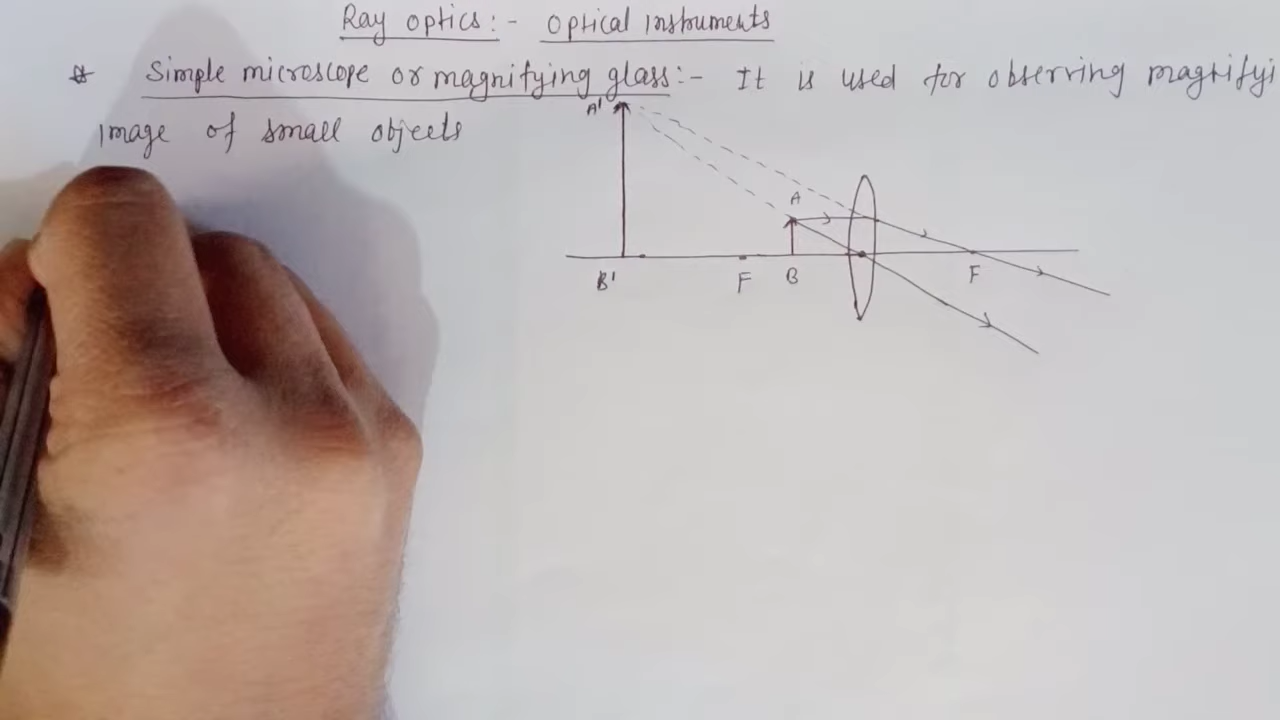 Ray optics:- Optical instruments
* Simple microscope or magnifying glass:- It is used for observing magnifyi
image of small objects
A'
A
B' F B F